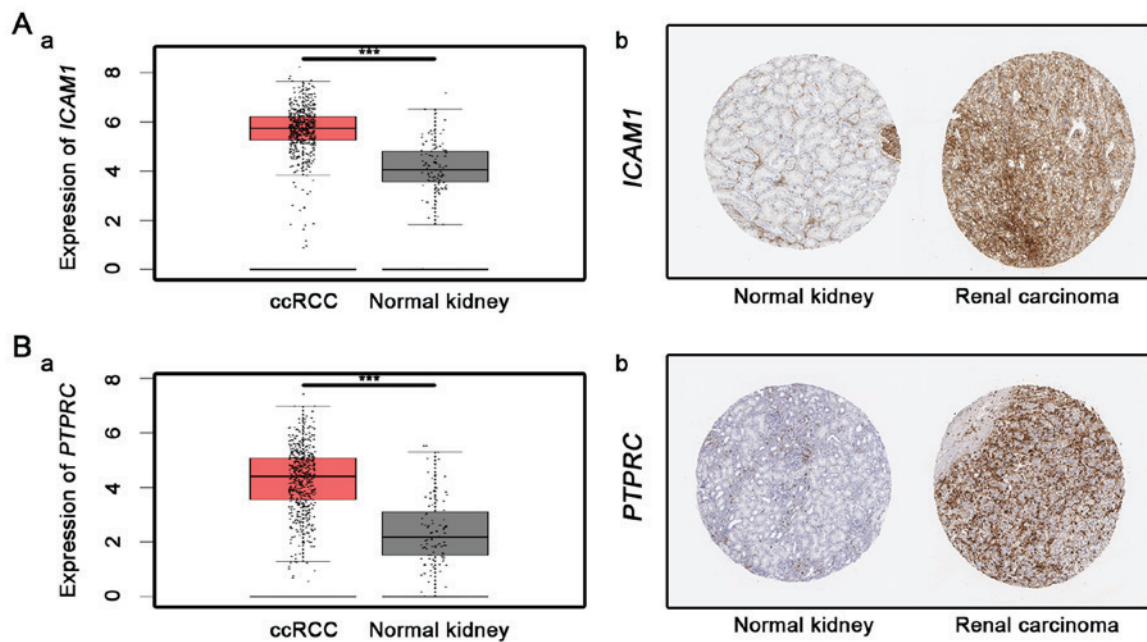 A
a
Expression of ICAM1
8
6
4
2
0
***
ccRCC
Normal kidney
b
ICAM1
Normal kidney
Renal carcinoma
B
a
Expression of PTPRC
8
6
4
2
0
***
ccRCC
Normal kidney
b
PTPRC
Normal kidney
Renal carcinoma